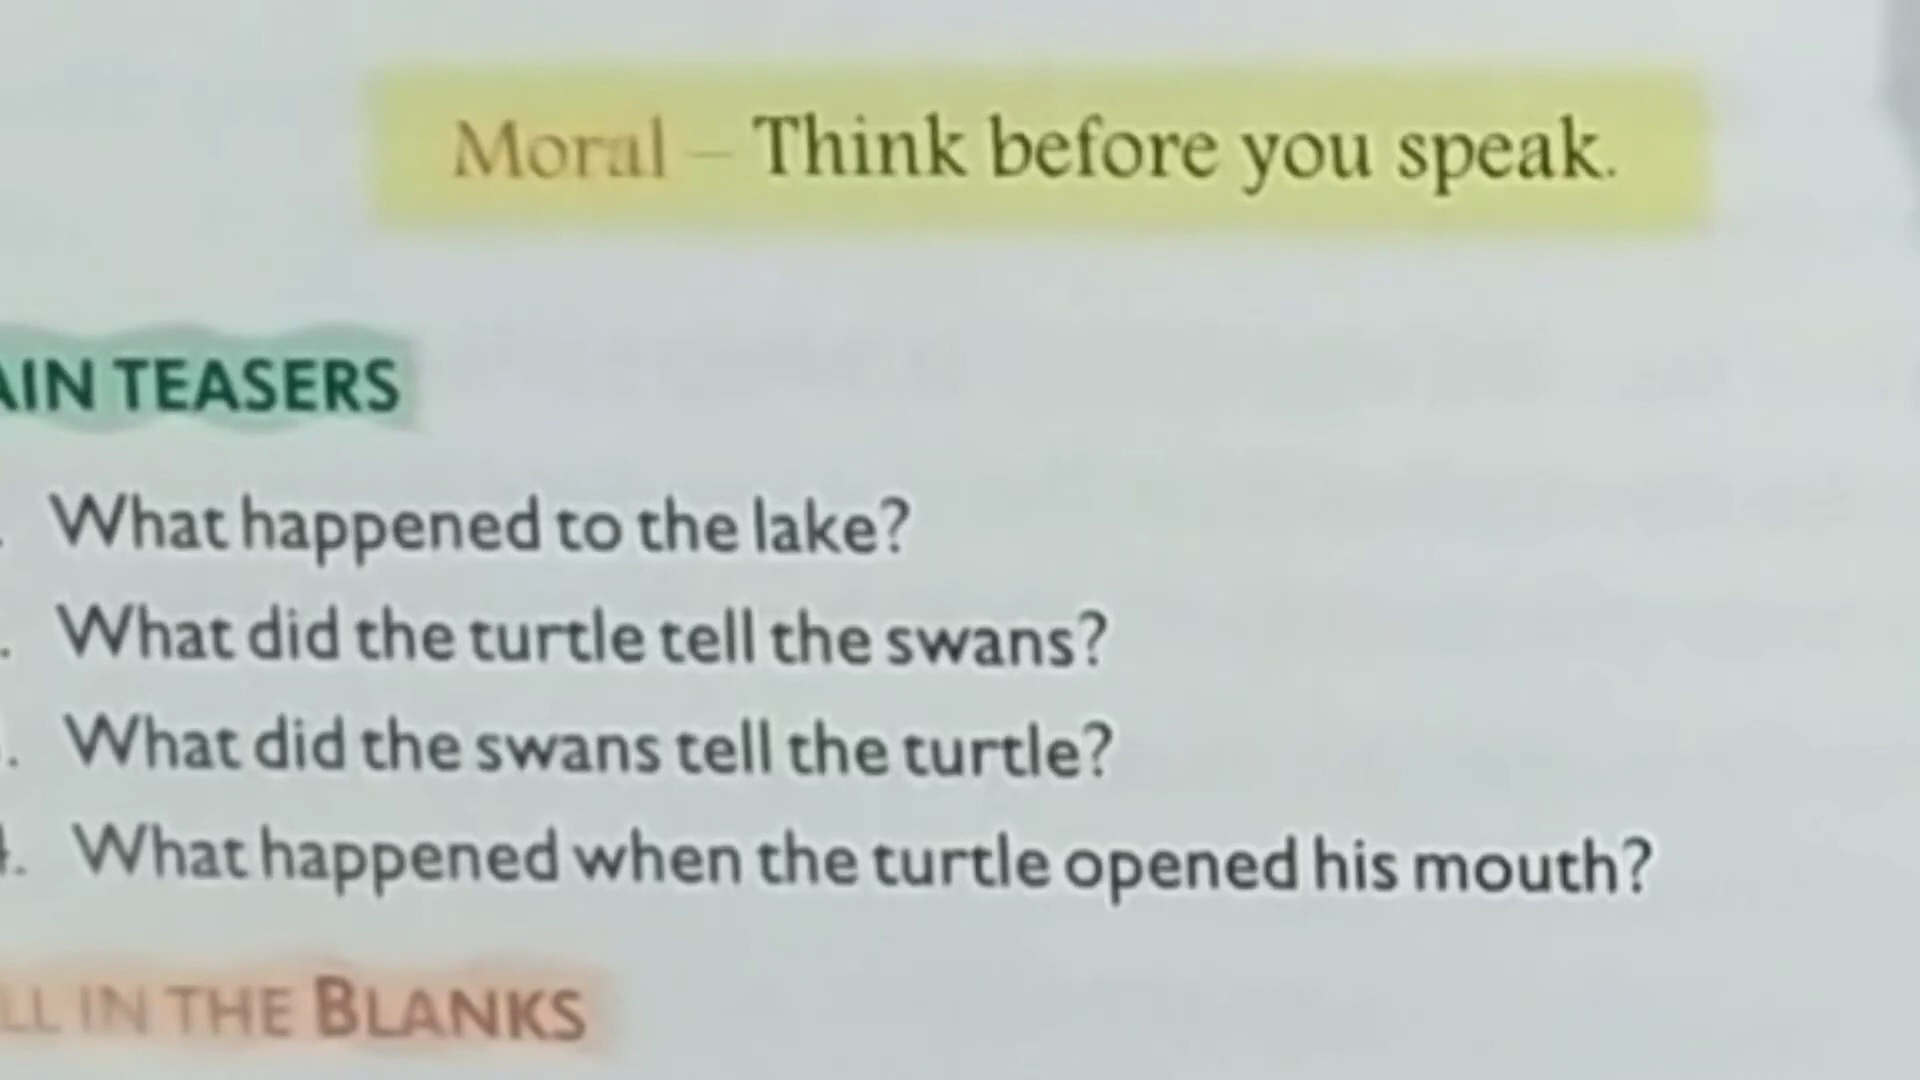 Moral – Think before you speak.
AIN TEASERS
. What happened to the lake?
. What did the turtle tell the swans?
. What did the swans tell the turtle?
4. What happened when the turtle opened his mouth?
LL IN THE BLANKS